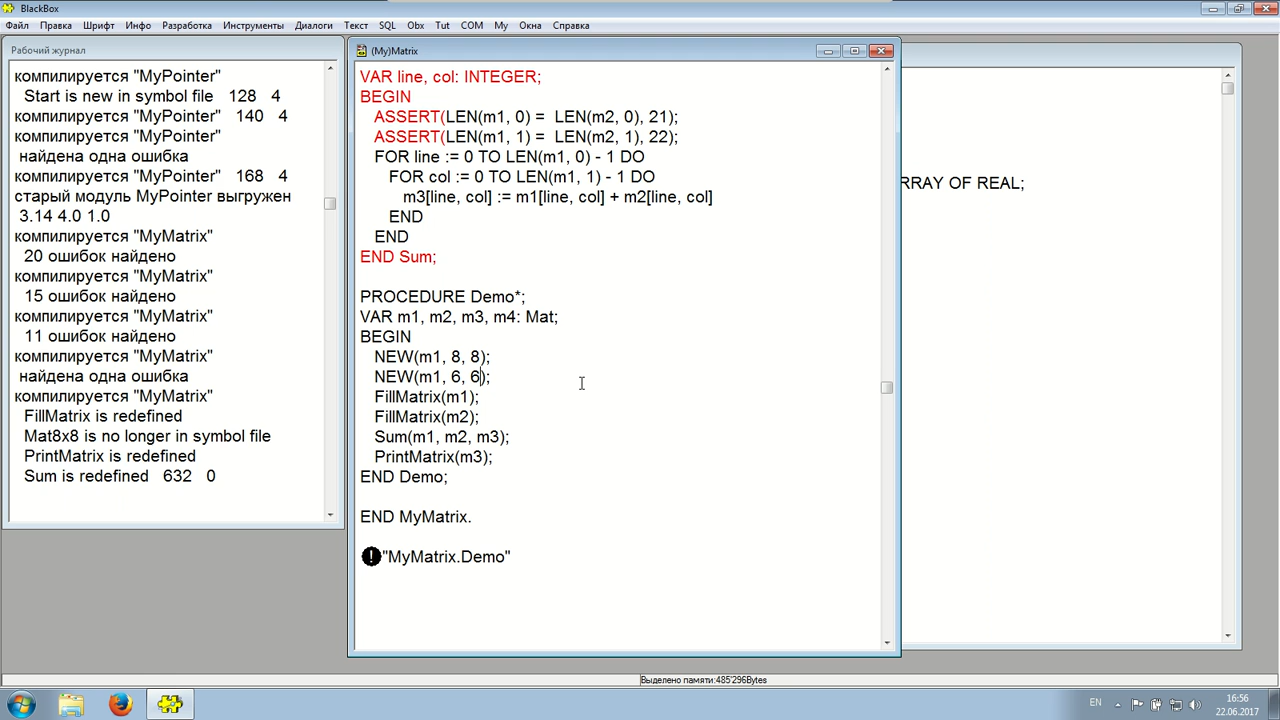 BlackBox
Файл Правка Шрифт Инфо Разработка Инструменты Диалоги Текст SQL Obx Tut COM My Окна Справка
Рабочий журнал
компилируется "MyPointer"
Start is new in symbol file 128 4
компилируется "MyPointer" 140 4
компилируется "MyPointer"
найдена одна ошибка
компилируется "MyPointer" 168 4
старый модуль MyPointer выгружен
3.14 4.0 1.0
компилируется "MyMatrix"
20 ошибок найдено
компилируется "MyMatrix"
15 ошибок найдено
компилируется "MyMatrix"
11 ошибок найдено
компилируется "MyMatrix"
найдена одна ошибка
компилируется "MyMatrix"
FillMatrix is redefined
Mat8x8 is no longer in symbol file
PrintMatrix is redefined
Sum is redefined 632 0
(My)Matrix
VAR line, col: INTEGER;
BEGIN
ASSERT(LEN(m1, 0) = LEN(m2, 0), 21);
ASSERT(LEN(m1, 1) = LEN(m2, 1), 22);
FOR line := 0 TO LEN(m1, 0) - 1 DO
FOR col := 0 TO LEN(m1, 1) - 1 DO
m3[line, col] := m1[line, col] + m2[line, col]
END
END
END Sum;
PROCEDURE Demo*;
VAR m1, m2, m3, m4: Mat;
BEGIN
NEW(m1, 8, 8);
NEW(m1, 6, 6);
FillMatrix(m1);
FillMatrix(m2);
Sum(m1, m2, m3);
PrintMatrix(m3);
END Demo;
END MyMatrix.
!"MyMatrix.Demo"
RRAY OF REAL;
Выделено памяти:485'296Bytes
EN
16:56
22.06.2017